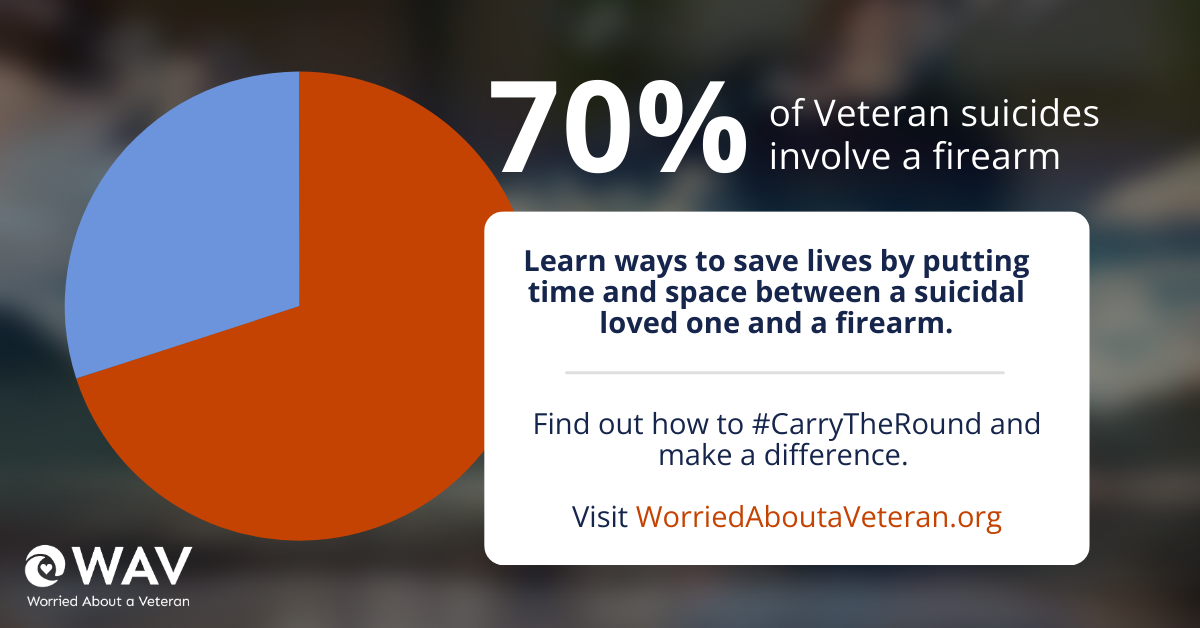 70%
of Veteran suicides
involve a firearm
Learn ways to save lives by putting
time and space between a suicidal
loved one and a firearm.
Find out how to #CarryTheRound and
make a difference.
Visit WorriedAboutaVeteran.org
WAV
Worried About a Veteran